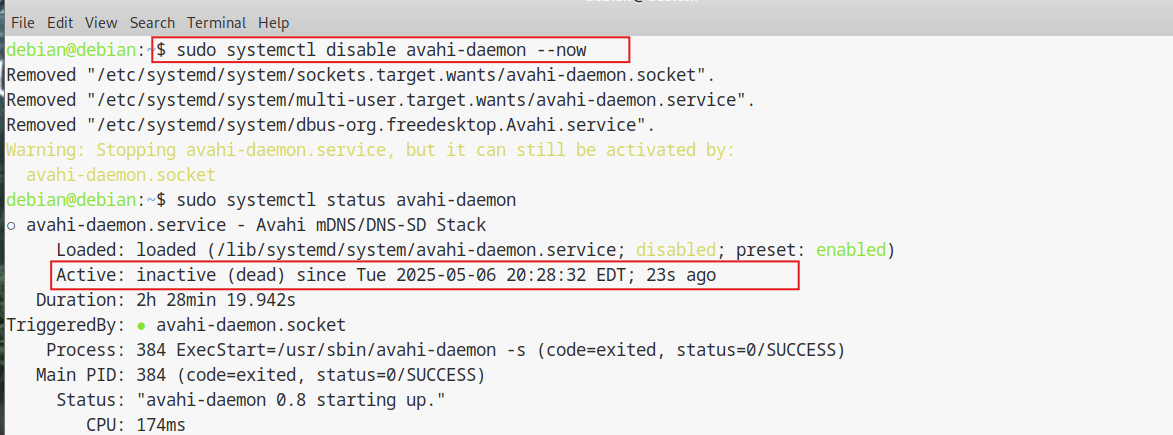 File Edit View Search Terminal Help
debian@debian:~$ sudo systemctl disable avahi-daemon --now
Removed "/etc/systemd/system/sockets.target.wants/avahi-daemon.socket".
Removed "/etc/systemd/system/multi-user.target.wants/avahi-daemon.service".
Removed "/etc/systemd/system/dbus-org.freedesktop.Avahi.service".
Warning: Stopping avahi-daemon.service, but it can still be activated by:
  avahi-daemon.socket
debian@debian:~$ sudo systemctl status avahi-daemon
○ avahi-daemon.service - Avahi mDNS/DNS-SD Stack
     Loaded: loaded (/lib/systemd/system/avahi-daemon.service; disabled; preset: enabled)
     Active: inactive (dead) since Tue 2025-05-06 20:28:32 EDT; 23s ago
   Duration: 2h 28min 19.942s
TriggeredBy: ● avahi-daemon.socket
    Process: 384 ExecStart=/usr/sbin/avahi-daemon -s (code=exited, status=0/SUCCESS)
   Main PID: 384 (code=exited, status=0/SUCCESS)
     Status: "avahi-daemon 0.8 starting up."
        CPU: 174ms